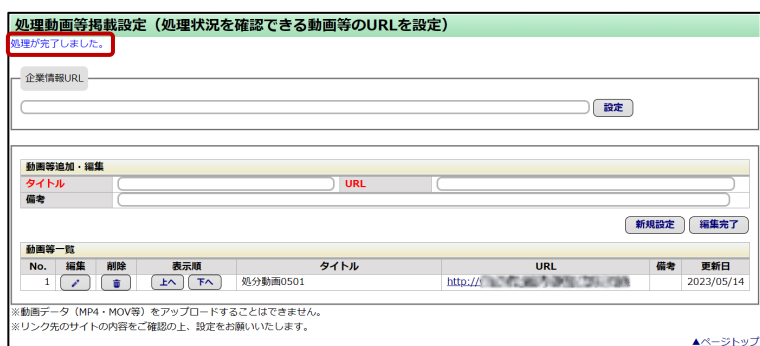 処理動画等掲載設定（処理状況を確認できる動画等のURLを設定）
処理が完了しました。
企業情報URL
設定
動画等追加・編集
タイトル URL
備考
新規設定 編集完了
動画等一覧
No. 編集 削除 表示順 タイトル URL 備考 更新日
1 上へ 下へ 処分動画0501 http:// 2023/05/14
※動画データ（MP4・MOV等）をアップロードすることはできません。
※リンク先のサイトの内容をご確認の上、設定をお願いいたします。
▲ページトップ